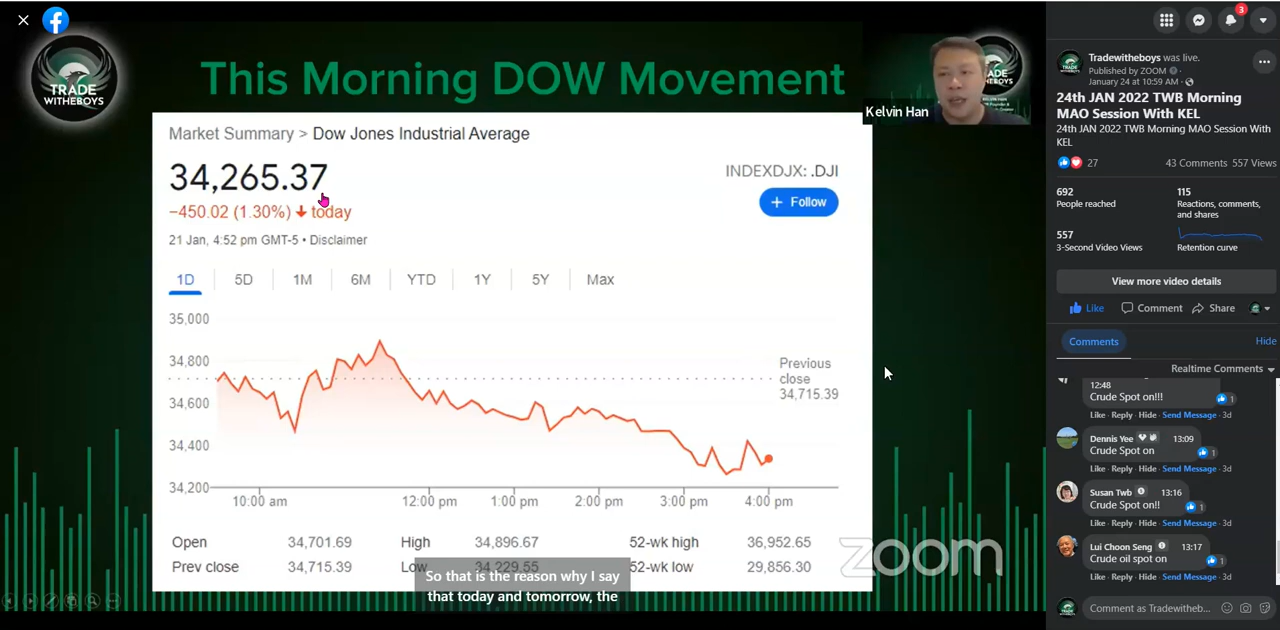 TRADE
WITHEBOYS
This Morning DOW Movement
Kelvin Han
Market Summary > Dow Jones Industrial Average
34,265.37
INDEXDJX: .DJI
−450.02 (1.30%) ↓ today
+ Follow
21 Jan, 4:52 pm GMT-5 • Disclaimer
1D 5D 1M 6M YTD 1Y 5Y Max
35,000
34,800
34,600
34,400
34,200
Previous
close
34,715.39
10:00 am 12:00 pm 1:00 pm 2:00 pm 3:00 pm 4:00 pm
Open 34,701.69 High 34,896.67 52-wk high 36,952.65
Prev close 34,715.39 Low 34,229.55 52-wk low 29,856.30
zoom
So that is the reason why I say
that today and tomorrow, the
3
Tradewitheboys was live.
Published by ZOOM ·
January 24 at 10:59 AM ·
24th JAN 2022 TWB Morning
MAO Session With KEL
24th JAN 2022 TWB Morning MAO Session With
KEL
27 43 Comments 557 Views
692
People reached
115
Reactions, comments,
and shares
557
3-Second Video Views
Retention curve
View more video details
Like Comment Share
Comments Hide
Realtime Comments
12:48
Crude Spot on!!!
1
Like · Reply · Hide Send Message · 3d
Dennis Yee 13:09
Crude Spot on
1
Like · Reply · Hide Send Message · 3d
Susan Twb 13:16
Crude Spot on!!
1
Like · Reply · Hide Send Message · 3d
Lui Choon Seng 13:17
Crude oil spot on
1
Like · Reply · Hide Send Message · 3d
Comment as Tradewitheb...